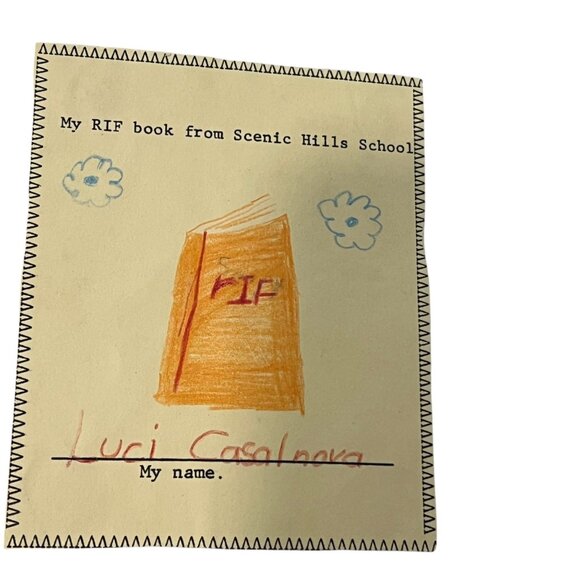 My RIF book from Scenic Hills School
rIF
Luci Casalnova
My name.